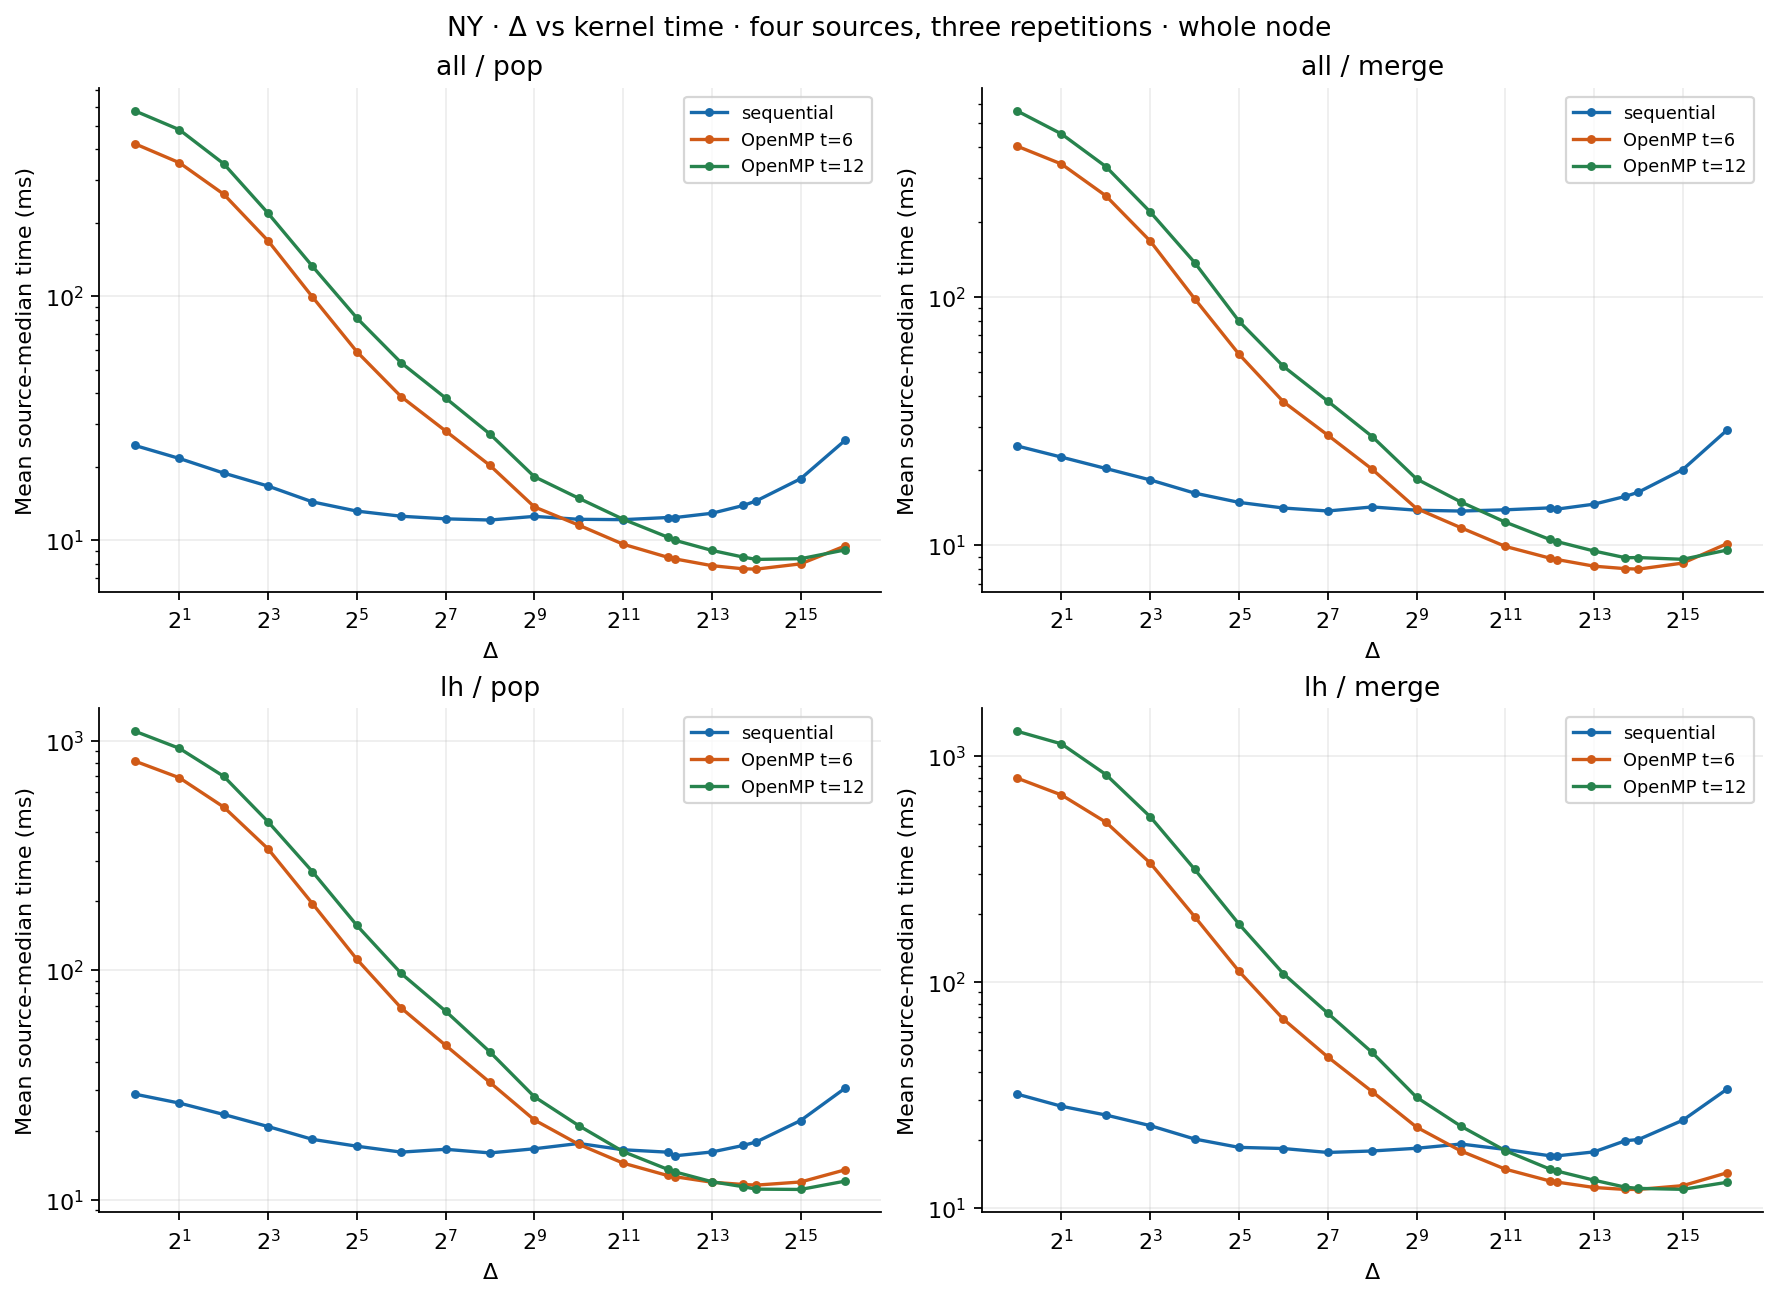 NY · Δ vs kernel time · four sources, three repetitions · whole node
all / pop
Mean source-median time (ms)
10²
10¹
sequential
OpenMP t=6
OpenMP t=12
2¹ 2³ 2⁵ 2⁷ 2⁹ 2¹¹ 2¹³ 2¹⁵
Δ
all / merge
Mean source-median time (ms)
10²
10¹
sequential
OpenMP t=6
OpenMP t=12
2¹ 2³ 2⁵ 2⁷ 2⁹ 2¹¹ 2¹³ 2¹⁵
Δ
lh / pop
Mean source-median time (ms)
10³
10²
10¹
sequential
OpenMP t=6
OpenMP t=12
2¹ 2³ 2⁵ 2⁷ 2⁹ 2¹¹ 2¹³ 2¹⁵
Δ
lh / merge
Mean source-median time (ms)
10³
10²
10¹
sequential
OpenMP t=6
OpenMP t=12
2¹ 2³ 2⁵ 2⁷ 2⁹ 2¹¹ 2¹³ 2¹⁵
Δ